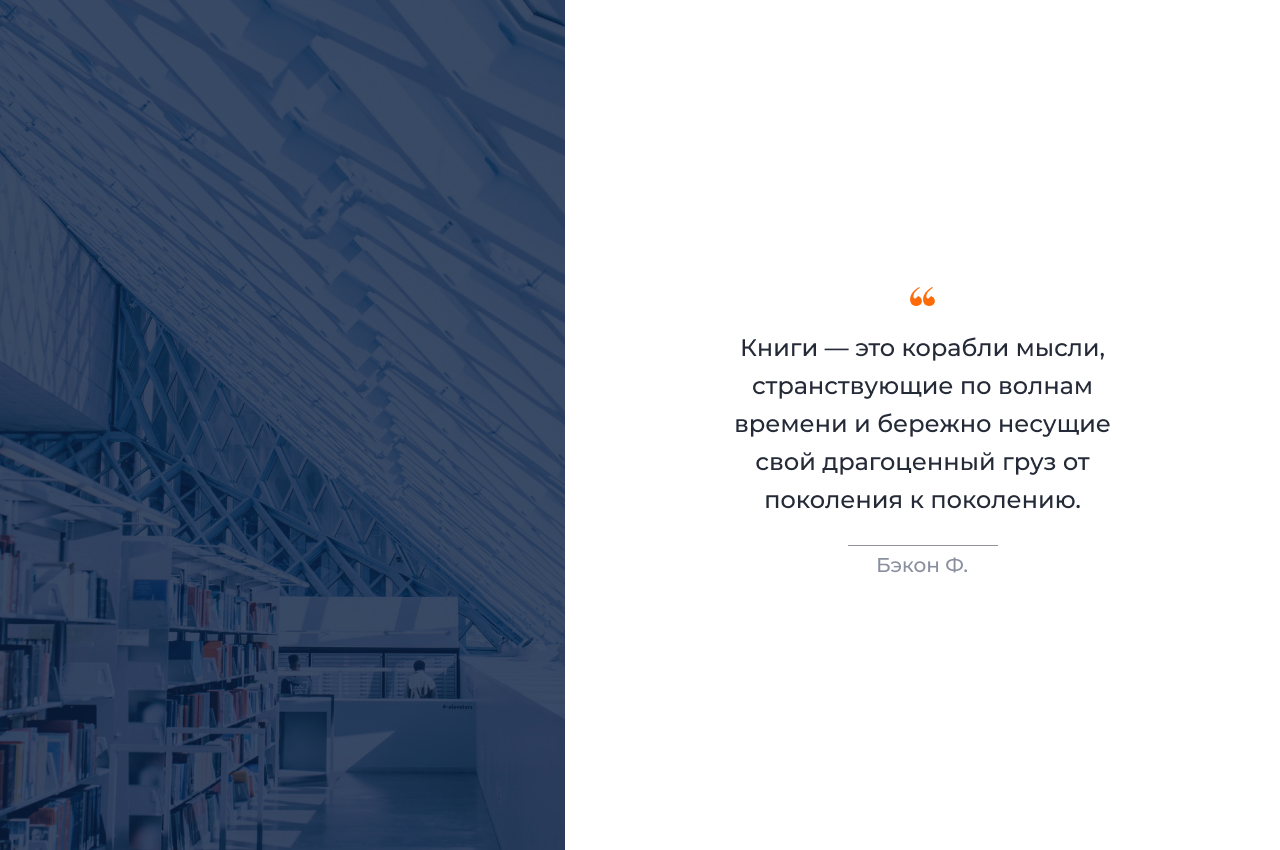 “
Книги — это корабли мысли,
странствующие по волнам
времени и бережно несущие
свой драгоценный груз от
поколения к поколению.
Бэкон Ф.